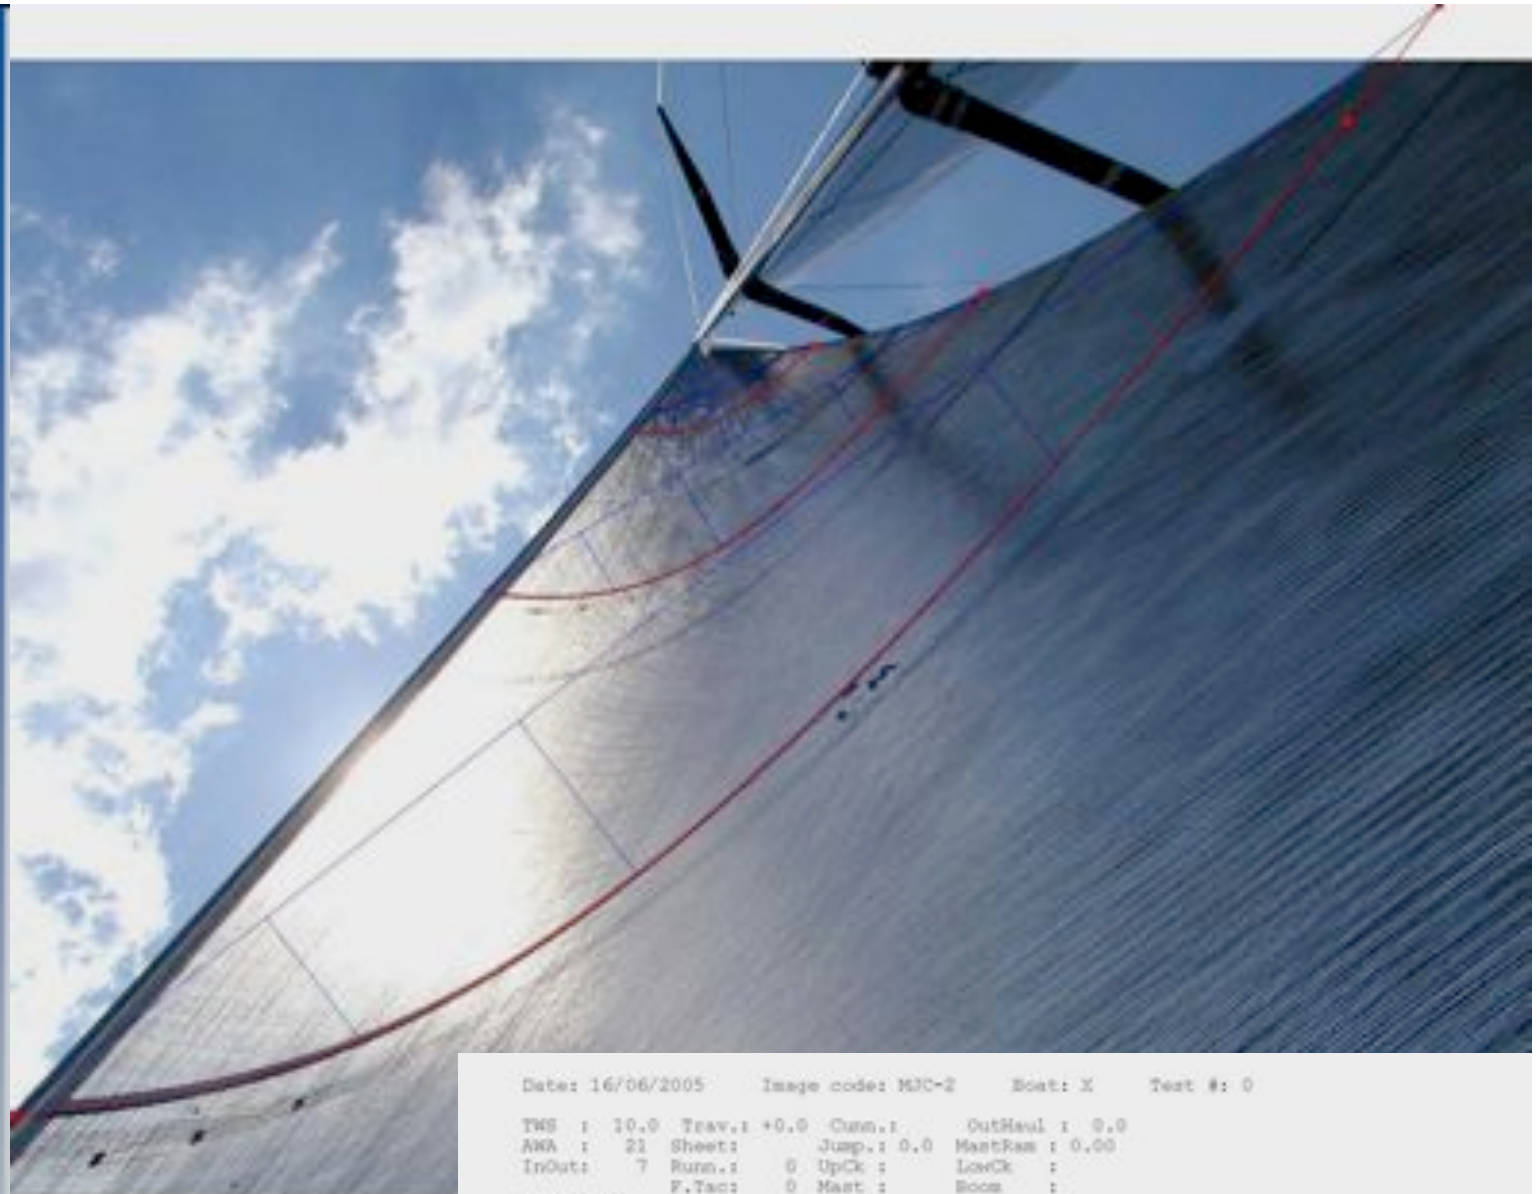 Date: 16/06/2005 Image code: MJC-2 Boat: X Test #: 0
TWS : 10.0 Trav.: +0.0 Cunn.: OutHaul : 0.0
AWA : 21 Sheet: Jump.: 0.0 MastRam : 0.00
InOut: 7 Runn.: 0 UpCk : LowCk :
F.Tac: 0 Mast : Boom :